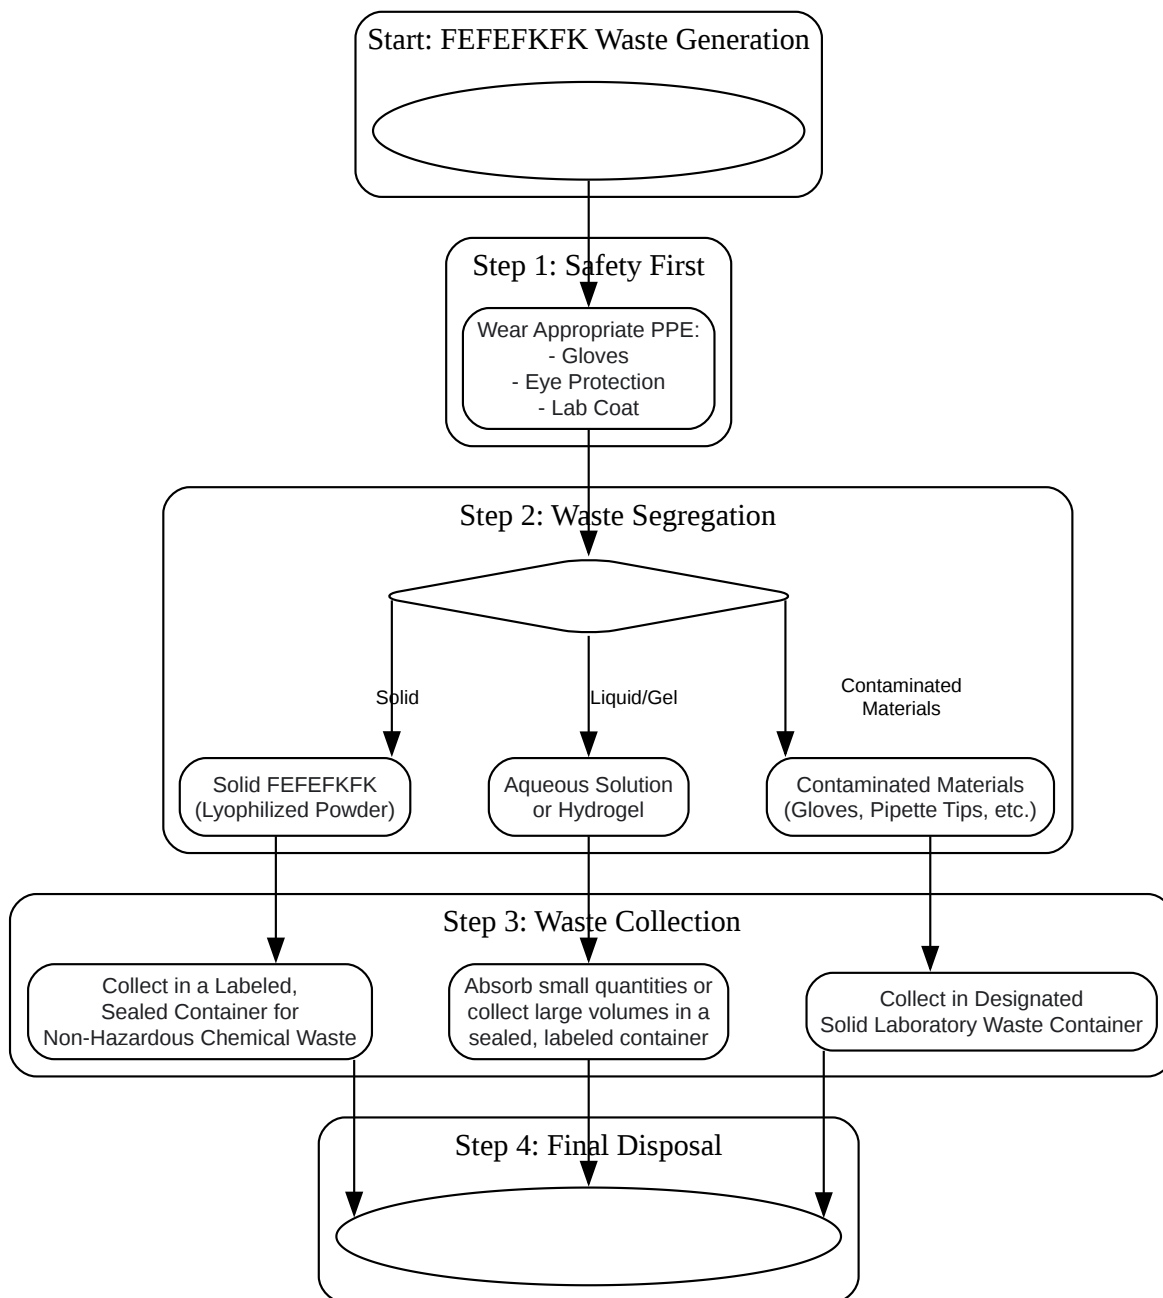 Start: FEFEFKFK Waste Generation
Step 1: Safety First
Wear Appropriate PPE:
- Gloves
- Eye Protection
- Lab Coat
Step 2: Waste Segregation
Solid
Liquid/Gel
Contaminated
Materials
Solid FEFEFKFK
(Lyophilized Powder)
Aqueous Solution
or Hydrogel
Contaminated Materials
(Gloves, Pipette Tips, etc.)
Step 3: Waste Collection
Collect in a Labeled,
Sealed Container for
Non-Hazardous Chemical Waste
Absorb small quantities or
collect large volumes in a
sealed, labeled container
Collect in Designated
Solid Laboratory Waste Container
Step 4: Final Disposal